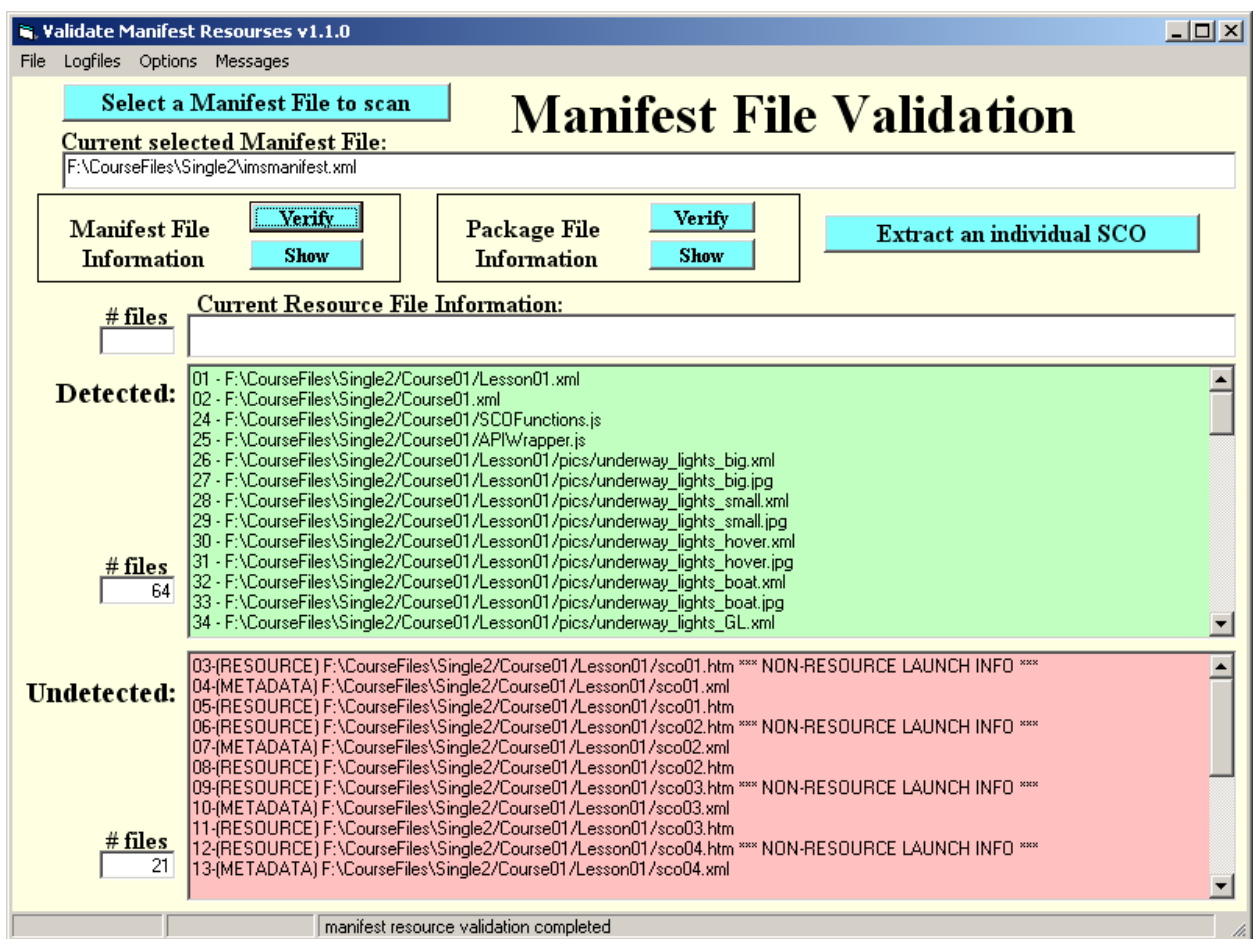 Validate Manifest Resourses v1.1.0
File Logfiles Options Messages
Select a Manifest File to scan
Manifest File Validation
Current selected Manifest File:
F:\CourseFiles\Single2\imsmanifest.xml
Manifest File Information
Verify
Show
Package File Information
Verify
Show
Extract an individual SCO
# files
Current Resource File Information:
Detected:
01 - F:\CourseFiles\Single2/Course01/Lesson01.xml
02 - F:\CourseFiles\Single2/Course01.xml
24 - F:\CourseFiles\Single2/Course01/SCOFunctions.js
25 - F:\CourseFiles\Single2/Course01/APIWrapper.js
26 - F:\CourseFiles\Single2/Course01/Lesson01/pics/underway_lights_big.xml
27 - F:\CourseFiles\Single2/Course01/Lesson01/pics/underway_lights_big.jpg
28 - F:\CourseFiles\Single2/Course01/Lesson01/pics/underway_lights_small.xml
29 - F:\CourseFiles\Single2/Course01/Lesson01/pics/underway_lights_small.jpg
30 - F:\CourseFiles\Single2/Course01/Lesson01/pics/underway_lights_hover.xml
31 - F:\CourseFiles\Single2/Course01/Lesson01/pics/underway_lights_hover.jpg
32 - F:\CourseFiles\Single2/Course01/Lesson01/pics/underway_lights_boat.xml
33 - F:\CourseFiles\Single2/Course01/Lesson01/pics/underway_lights_boat.jpg
34 - F:\CourseFiles\Single2/Course01/Lesson01/pics/underway_lights_GL.xml
# files
64
Undetected:
03-(RESOURCE) F:\CourseFiles\Single2/Course01/Lesson01/sco01.htm *** NON-RESOURCE LAUNCH INFO ***
04-(METADATA) F:\CourseFiles\Single2/Course01/Lesson01/sco01.xml
05-(RESOURCE) F:\CourseFiles\Single2/Course01/Lesson01/sco01.htm
06-(RESOURCE) F:\CourseFiles\Single2/Course01/Lesson01/sco02.htm *** NON-RESOURCE LAUNCH INFO ***
07-(METADATA) F:\CourseFiles\Single2/Course01/Lesson01/sco02.xml
08-(RESOURCE) F:\CourseFiles\Single2/Course01/Lesson01/sco02.htm
09-(RESOURCE) F:\CourseFiles\Single2/Course01/Lesson01/sco03.htm *** NON-RESOURCE LAUNCH INFO ***
10-(METADATA) F:\CourseFiles\Single2/Course01/Lesson01/sco03.xml
11-(RESOURCE) F:\CourseFiles\Single2/Course01/Lesson01/sco03.htm
12-(RESOURCE) F:\CourseFiles\Single2/Course01/Lesson01/sco04.htm *** NON-RESOURCE LAUNCH INFO ***
13-(METADATA) F:\CourseFiles\Single2/Course01/Lesson01/sco04.xml
# files
21
manifest resource validation completed